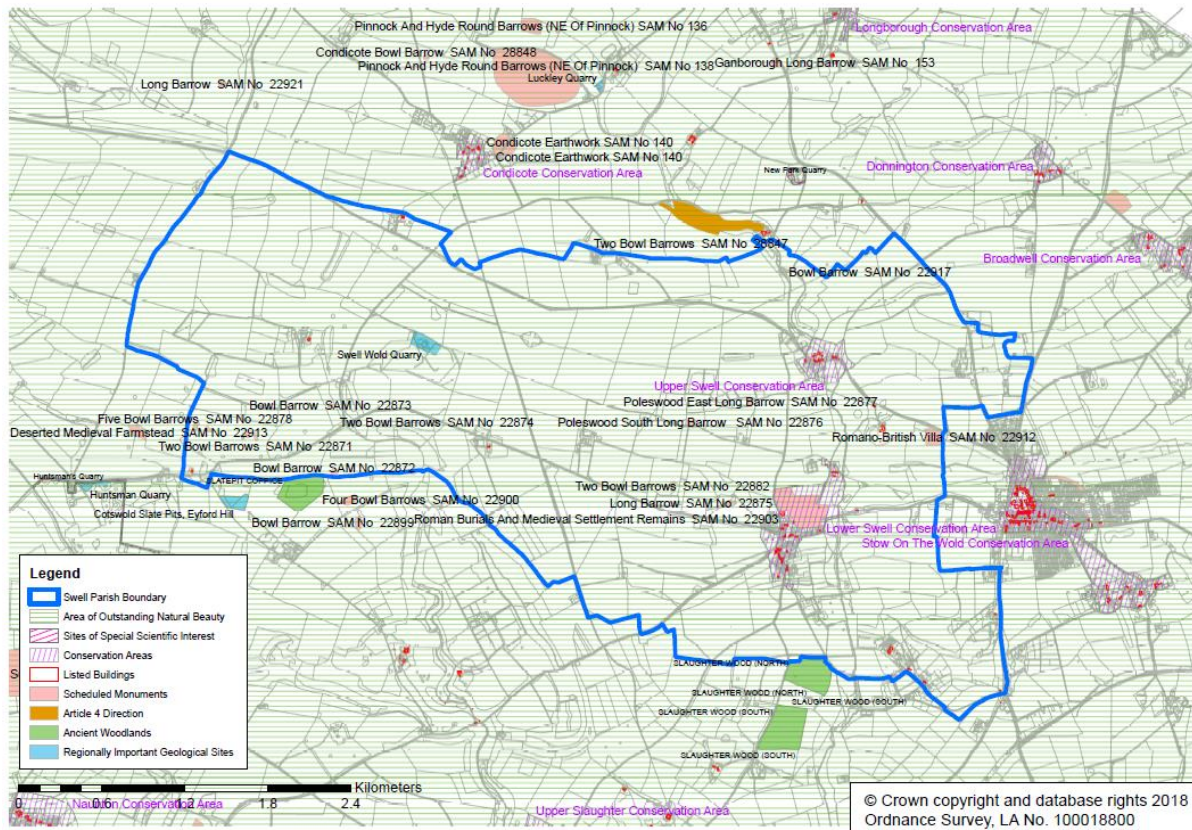 Pinnock And Hyde Round Barrows (NE Of Pinnock) SAM No 136
Longborough Conservation Area
Condicote Bowl Barrow SAM No 28848
Pinnock And Hyde Round Barrows (NE Of Pinnock) SAM No 138
Ganborough Long Barrow SAM No 153
Luckley Quarry
Long Barrow SAM No 22921
Condicote Earthwork SAM No 140
Condicote Earthwork SAM No 140
Condicote Conservation Area
Donnington Conservation Area
New Park Quarry
Two Bowl Barrows SAM No 28847
Broadwell Conservation Area
Bowl Barrow SAM No 22917
Swell Wold Quarry
Upper Swell Conservation Area
Poleswood East Long Barrow SAM No 22877
Bowl Barrow SAM No 22873
Five Bowl Barrows SAM No 22878
Two Bowl Barrows SAM No 22874
Poleswood South Long Barrow SAM No 22876
Deserted Medieval Farmstead SAM No 22913
Romano-British Villa SAM No 22912
Two Bowl Barrows SAM No 22871
Bowl Barrow SAM No 22872
Huntsman's Quarry
SLATEPIT COPPICE
Two Bowl Barrows SAM No 22882
Huntsman Quarry
Four Bowl Barrows SAM No 22900
Long Barrow SAM No 22875
Cotswold Slate Pits, Eyford Hill
Bowl Barrow SAM No 22899
Roman Burials And Medieval Settlement Remains SAM No 22903
Lower Swell Conservation Area
Stow On The Wold Conservation Area
Legend
Swell Parish Boundary
Area of Outstanding Natural Beauty
Sites of Special Scientific Interest
Conservation Areas
Listed Buildings
Scheduled Monuments
Article 4 Direction
Ancient Woodlands
Regionally Important Geological Sites
S
SLAUGHTER WOOD (NORTH)
SLAUGHTER WOOD (NORTH)
SLAUGHTER WOOD (SOUTH)
SLAUGHTER WOOD (SOUTH)
SLAUGHTER WOOD (SOUTH)
Kilometers
0 0.6 1.2 1.8 2.4
Naunton Conservation Area
Upper Slaughter Conservation Area
© Crown copyright and database rights 2018
Ordnance Survey, LA No. 100018800